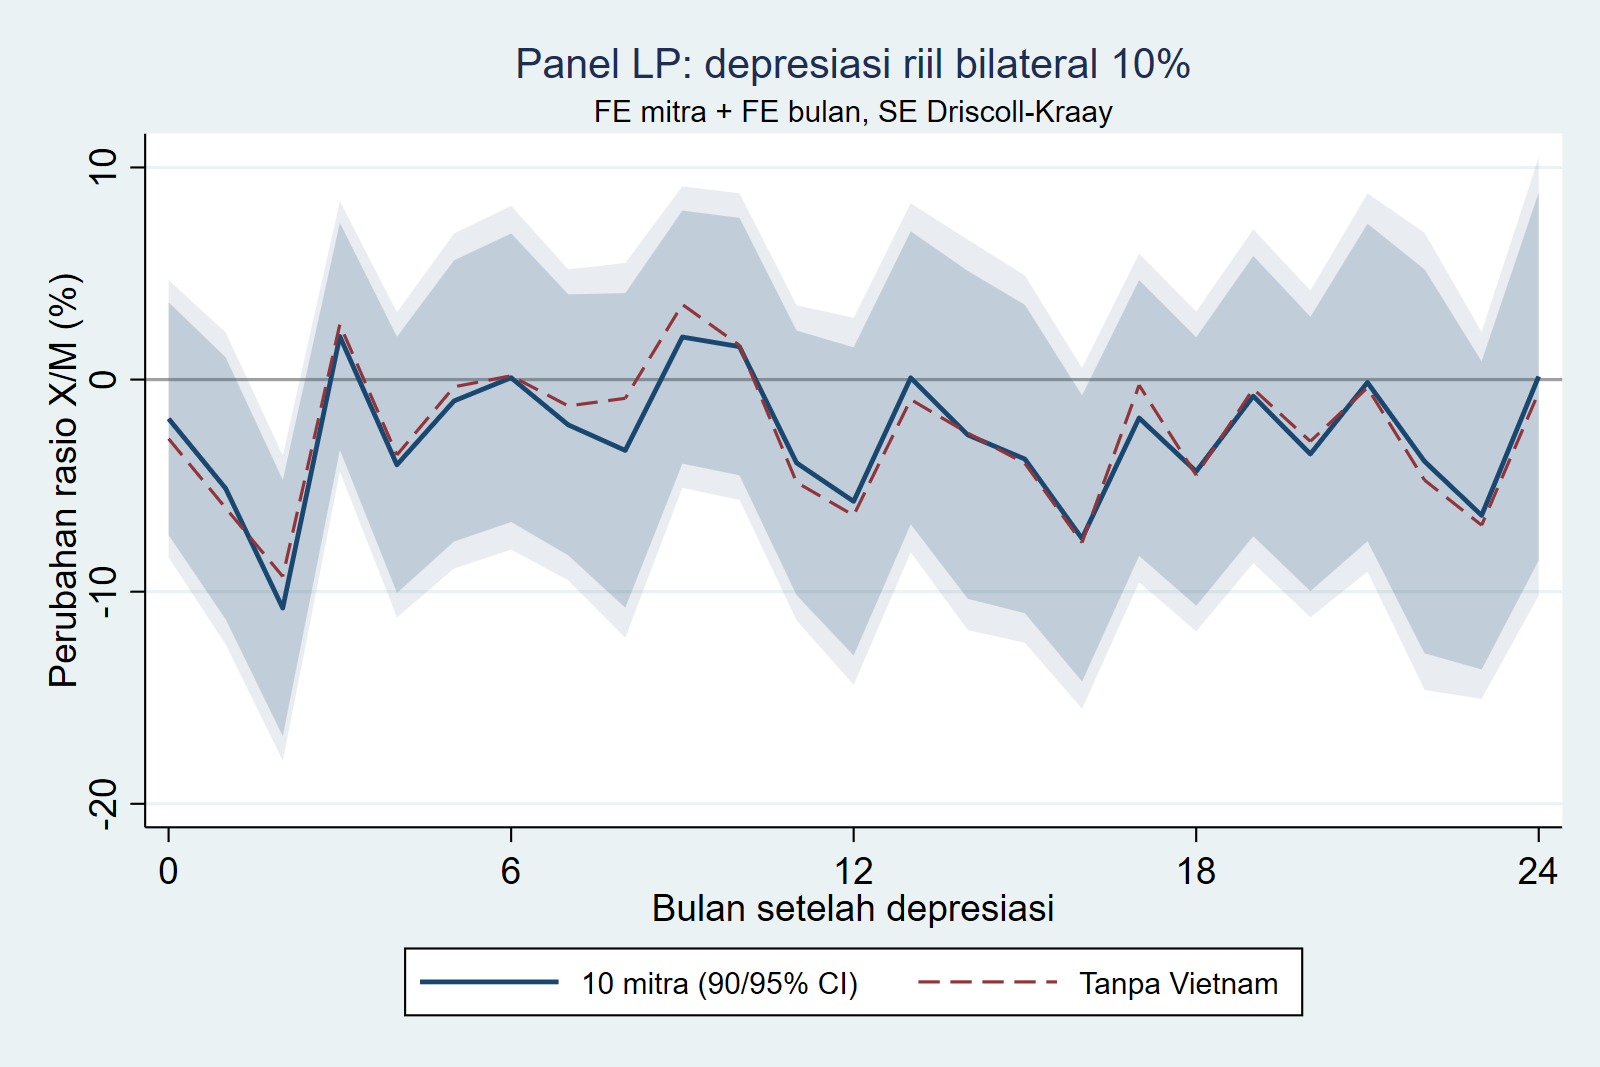 Panel LP: depresiasi riil bilateral 10%
FE mitra + FE bulan, SE Driscoll-Kraay
Perubahan rasio X/M (%)
10
0
-10
-20
0 6 12 18 24
Bulan setelah depresiasi
10 mitra (90/95% CI) Tanpa Vietnam